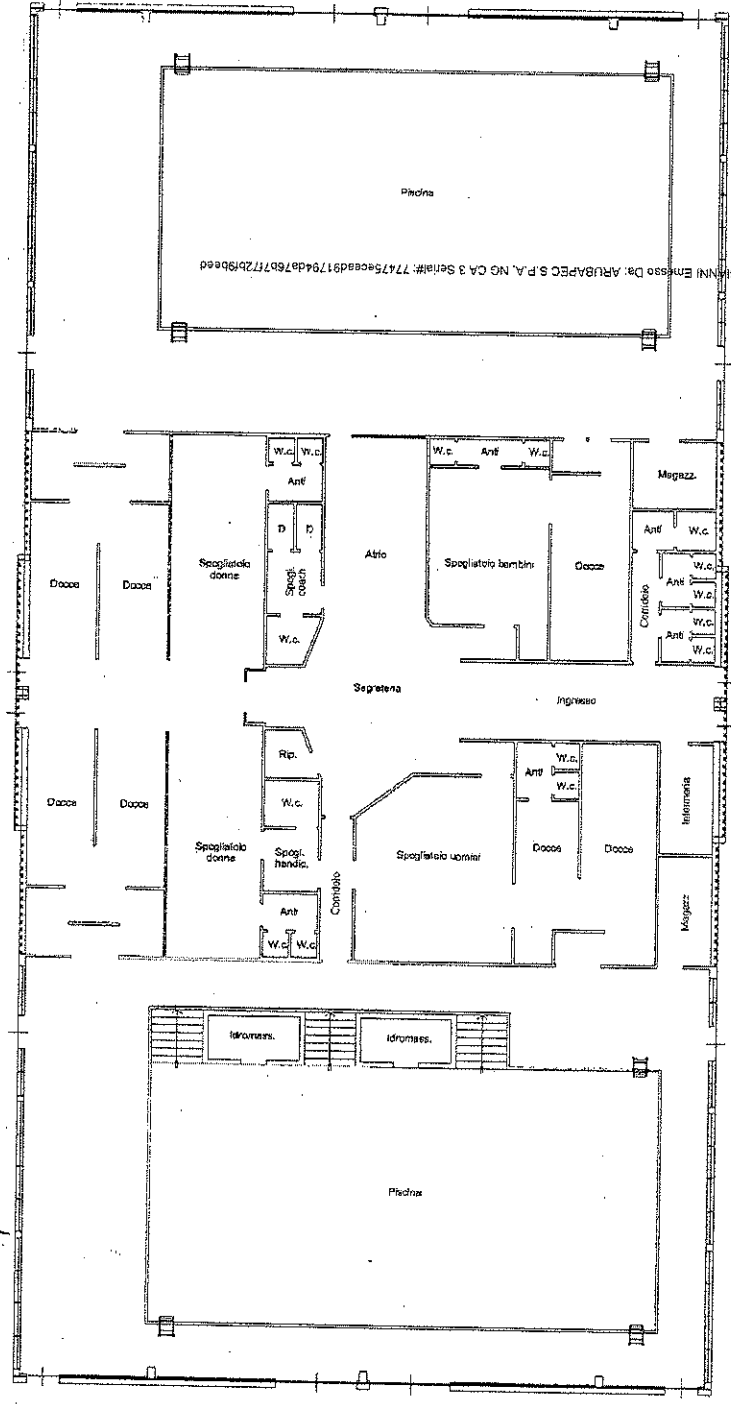 Piscina
IANNI Emesso Da: ARUBAPEC S.P.A. NG CA 3 Serial#: 77475ecead91794da76b7f72bf9beed
W.c.
W.c.
Anti
W.c.
Anti
W.c.
Magazz.
Docce
Docce
Spogliatoio
donne
D
D
Spogl.
coach
W.c.
Atrio
Spogliatoio bambini
Docce
Anti
W.c.
Corridoio
Anti
W.c.
W.c.
Anti
W.c.
W.c.
Segreteria
Ingresso
Docce
Docce
Spogliatoio
donne
Rip.
W.c.
Spogl.
handic.
Anti
W.c.
W.c.
Corridoio
Spogliatoio uomini
Anti
W.c.
W.c.
Docce
Docce
Infermeria
Magazz
Idromass.
Idromass.
Piscina